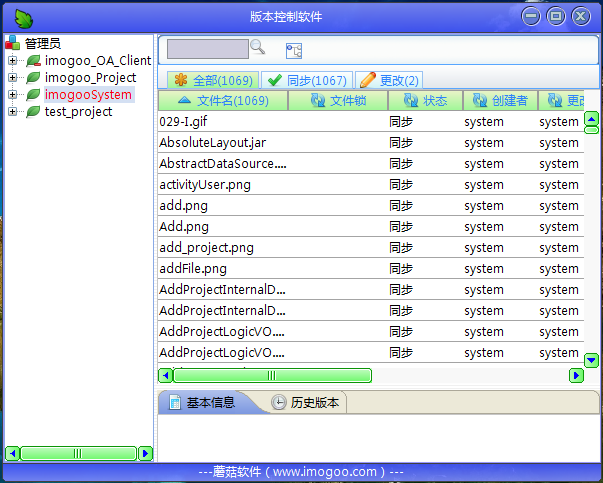 版本控制软件
管理员
imogoo_OA_Client
imogoo_Project
imogooSystem
test_project
全部(1069) 同步(1067) 更改(2)
文件名(1069) 文件锁 状态 创建者 更改
029-I.gif 同步 system system
AbsoluteLayout.jar 同步 system system
AbstractDataSource.... 同步 system system
activityUser.png 同步 system system
add.png 同步 system system
Add.png 同步 system system
add_project.png 同步 system system
addFile.png 同步 system system
AddProjectInternalD... 同步 system system
AddProjectInternalD... 同步 system system
AddProjectLogicVO.... 同步 system system
AddProjectLogicVO.... 同步 system system
基本信息 历史版本
---蘑菇软件 ( www.imogoo.com ) ---